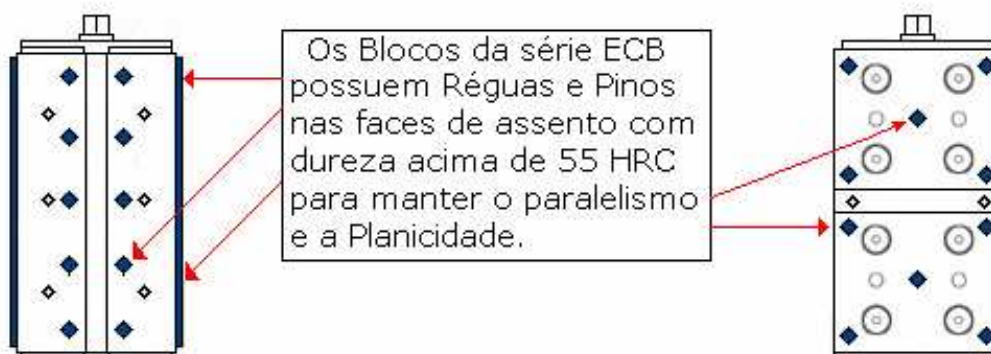 Os Blocos da série ECB
possuem Réguas e Pinos
nas faces de assento com
dureza acima de 55 HRC
para manter o paralelismo
e a Planicidade.